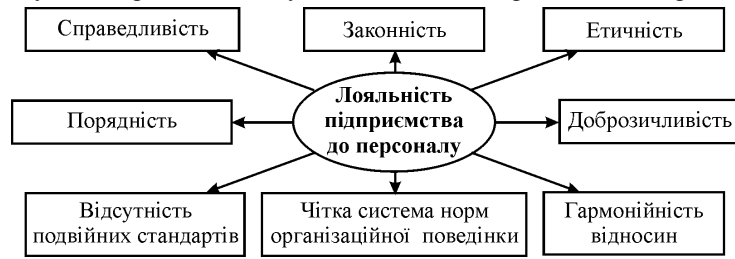 Справедливість
Законність
Етичність
Лояльність
підприємства
до персоналу
Порядність
Доброзичливість
Відсутність
подвійних стандартів
Чітка система норм
організаційної поведінки
Гармонійність
відносин